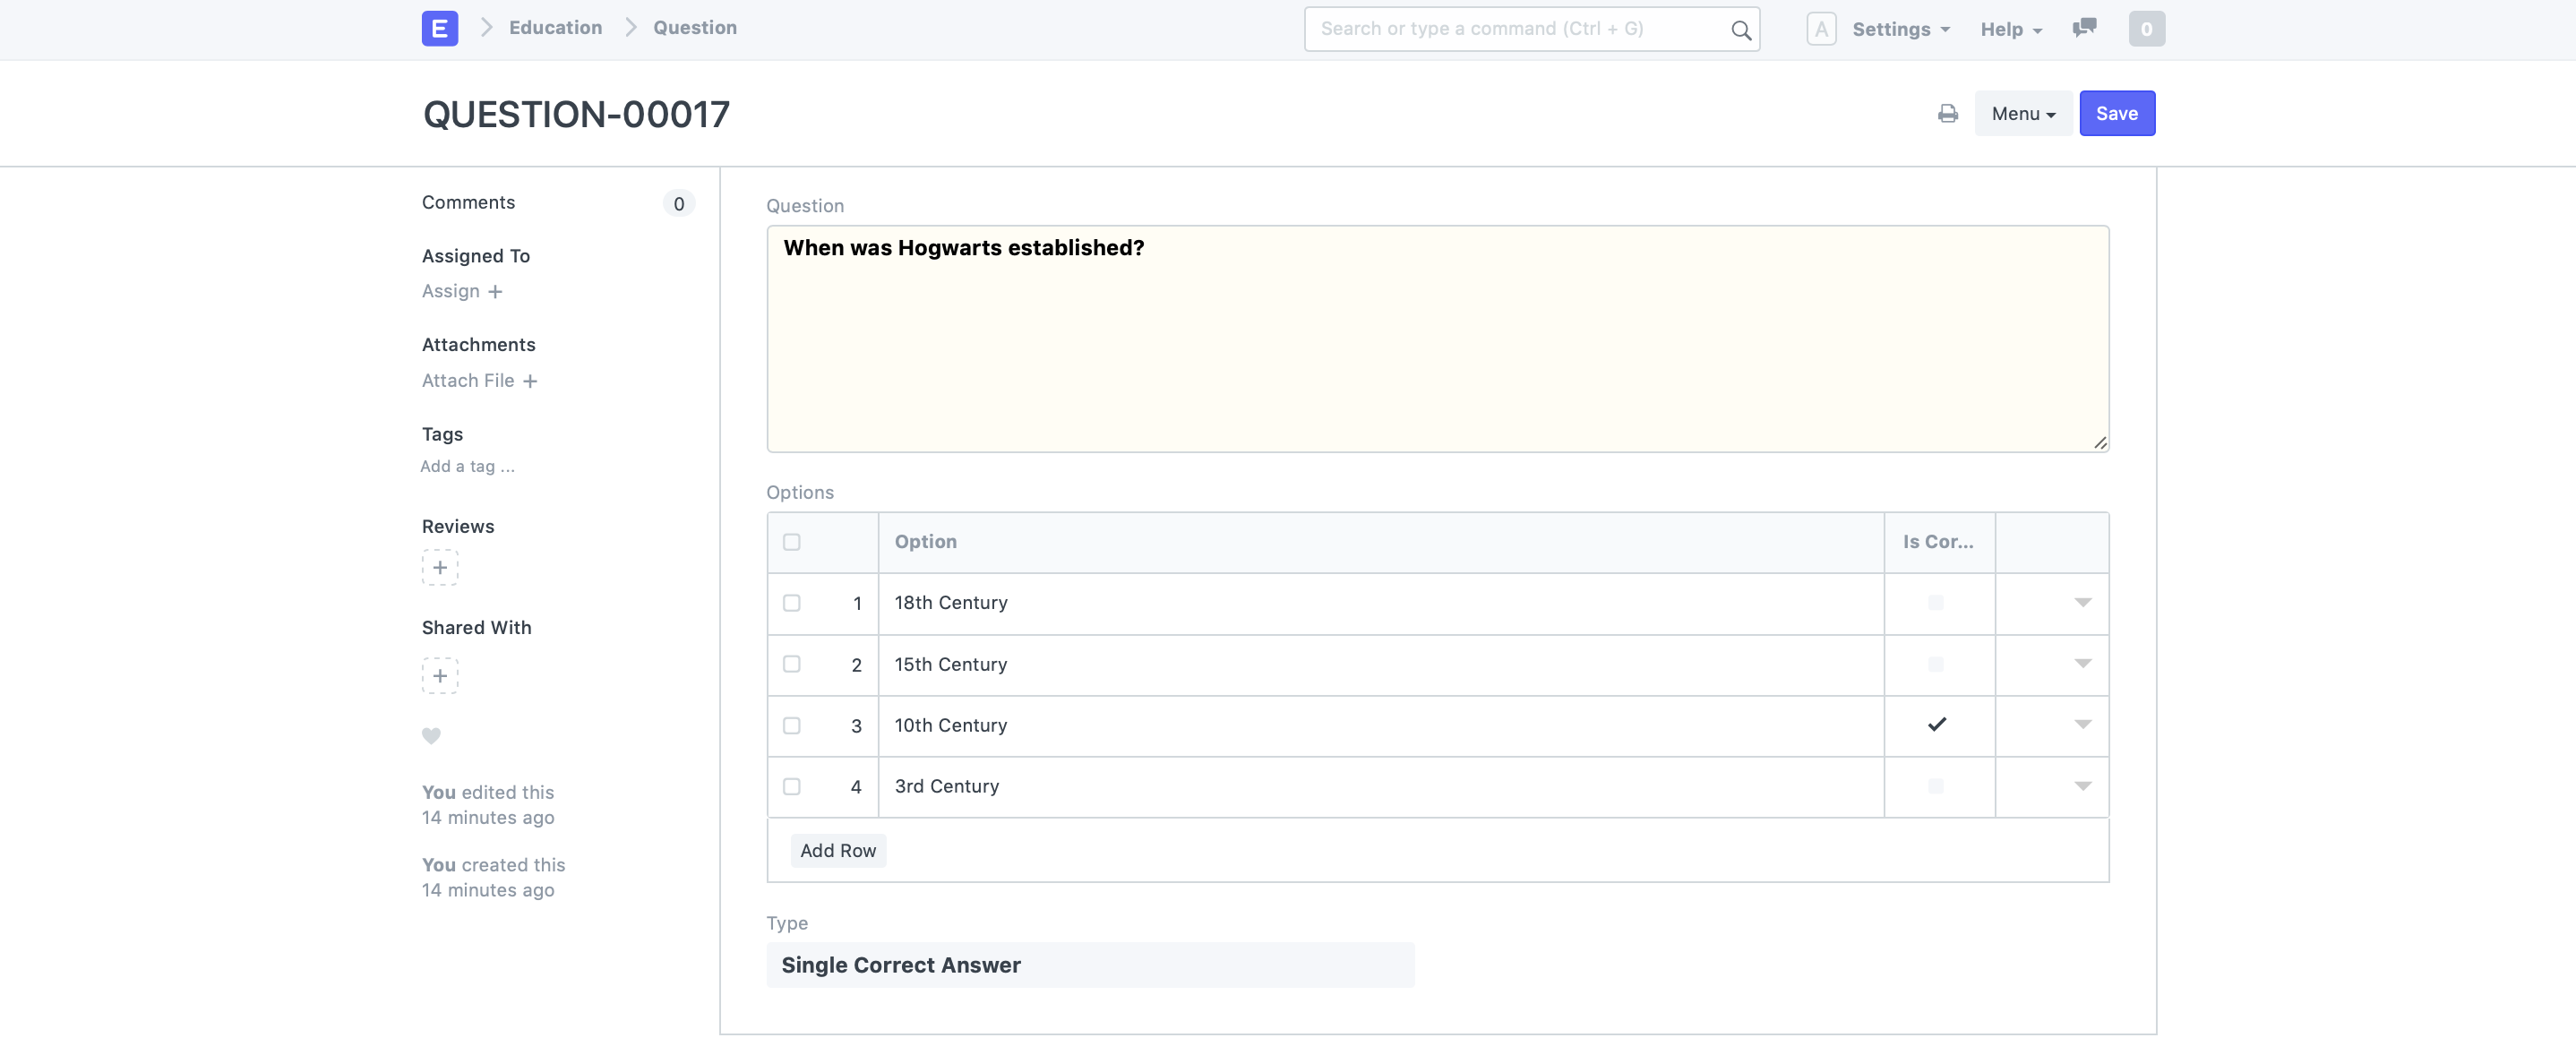 E Education Question Search or type a command (Ctrl + G) A Settings Help 0
QUESTION-00017 Menu Save
Comments 0
Assigned To
Assign +
Attachments
Attach File +
Tags
Add a tag ...
Reviews
+
Shared With
+
You edited this
14 minutes ago
You created this
14 minutes ago
Question
When was Hogwarts established?
Options
Option Is Cor...
1 18th Century
2 15th Century
3 10th Century
4 3rd Century
Add Row
Type
Single Correct Answer